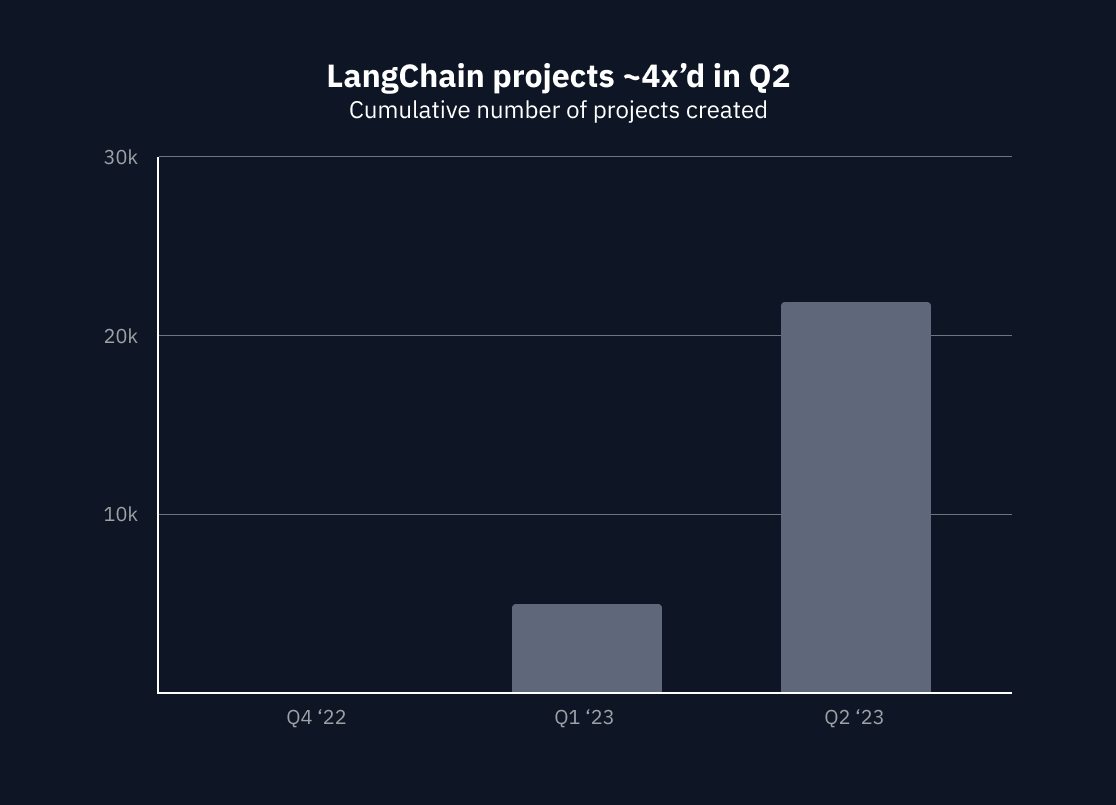 LangChain projects ~4x’d in Q2
Cumulative number of projects created
30k
20k
10k
Q4 ‘22
Q1 ‘23
Q2 ‘23